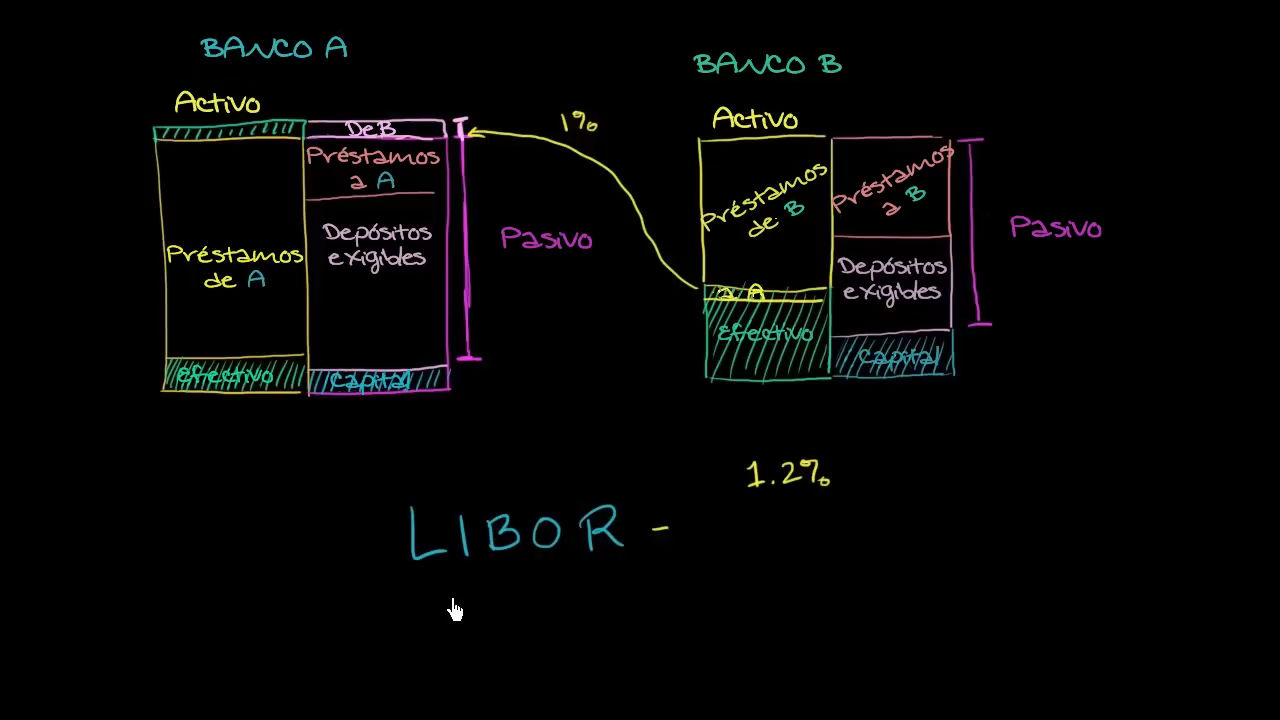 BANCO A
Activo
De B
Préstamos
a A
Depósitos
exigibles
Préstamos
de A
Efectivo
Capital
Pasivo
1%
BANCO B
Activo
Préstamos
de B
Préstamos
a B
a A
Efectivo
Depósitos
exigibles
Capital
Pasivo
1.2%
LIBOR -